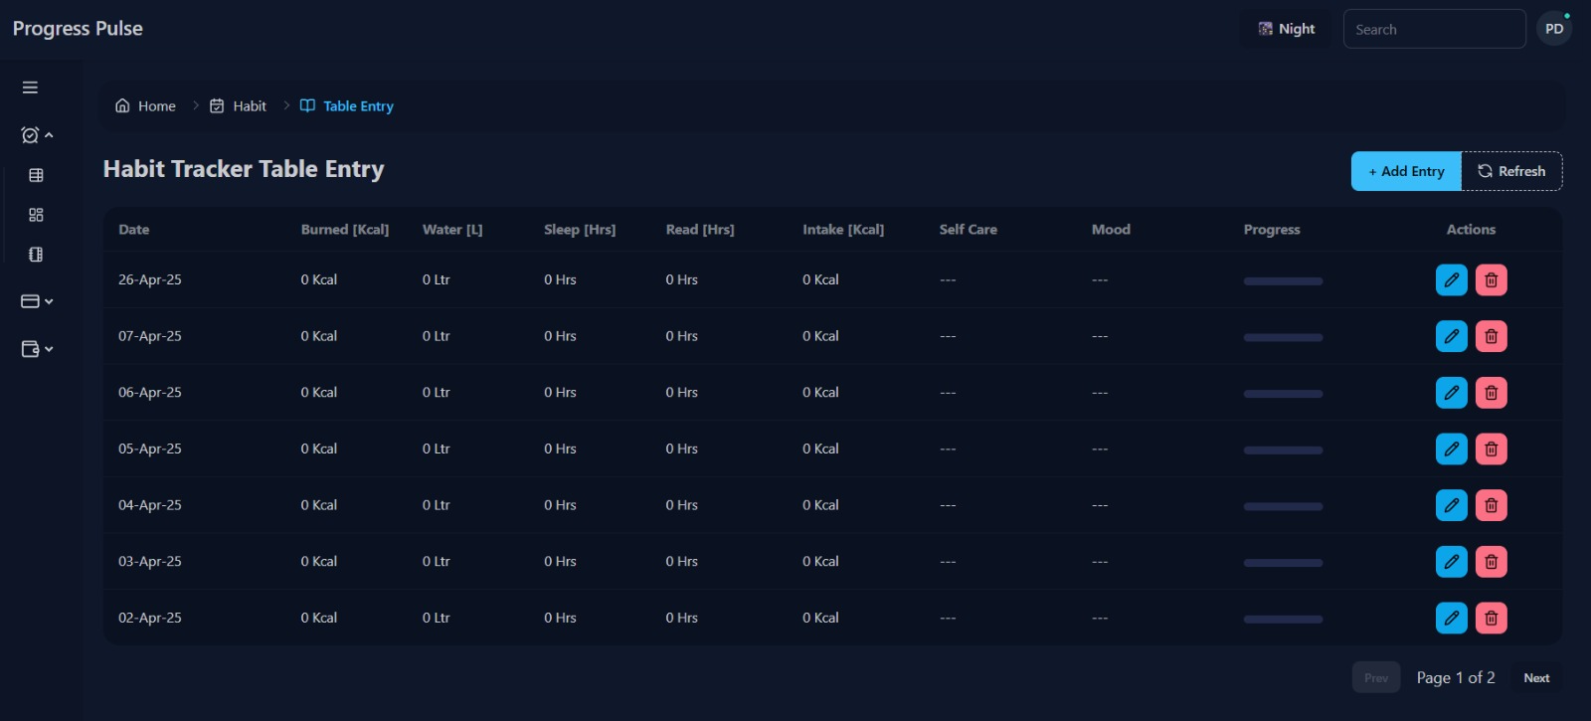 Progress Pulse
Night
Search
PD
Home
Habit
Table Entry
Habit Tracker Table Entry
+ Add Entry
Refresh
Date Burned [Kcal] Water [L] Sleep [Hrs] Read [Hrs] Intake [Kcal] Self Care Mood Progress Actions
26-Apr-25 0 Kcal 0 Ltr 0 Hrs 0 Hrs 0 Kcal --- ---
07-Apr-25 0 Kcal 0 Ltr 0 Hrs 0 Hrs 0 Kcal --- ---
06-Apr-25 0 Kcal 0 Ltr 0 Hrs 0 Hrs 0 Kcal --- ---
05-Apr-25 0 Kcal 0 Ltr 0 Hrs 0 Hrs 0 Kcal --- ---
04-Apr-25 0 Kcal 0 Ltr 0 Hrs 0 Hrs 0 Kcal --- ---
03-Apr-25 0 Kcal 0 Ltr 0 Hrs 0 Hrs 0 Kcal --- ---
02-Apr-25 0 Kcal 0 Ltr 0 Hrs 0 Hrs 0 Kcal --- ---
Prev Page 1 of 2 Next